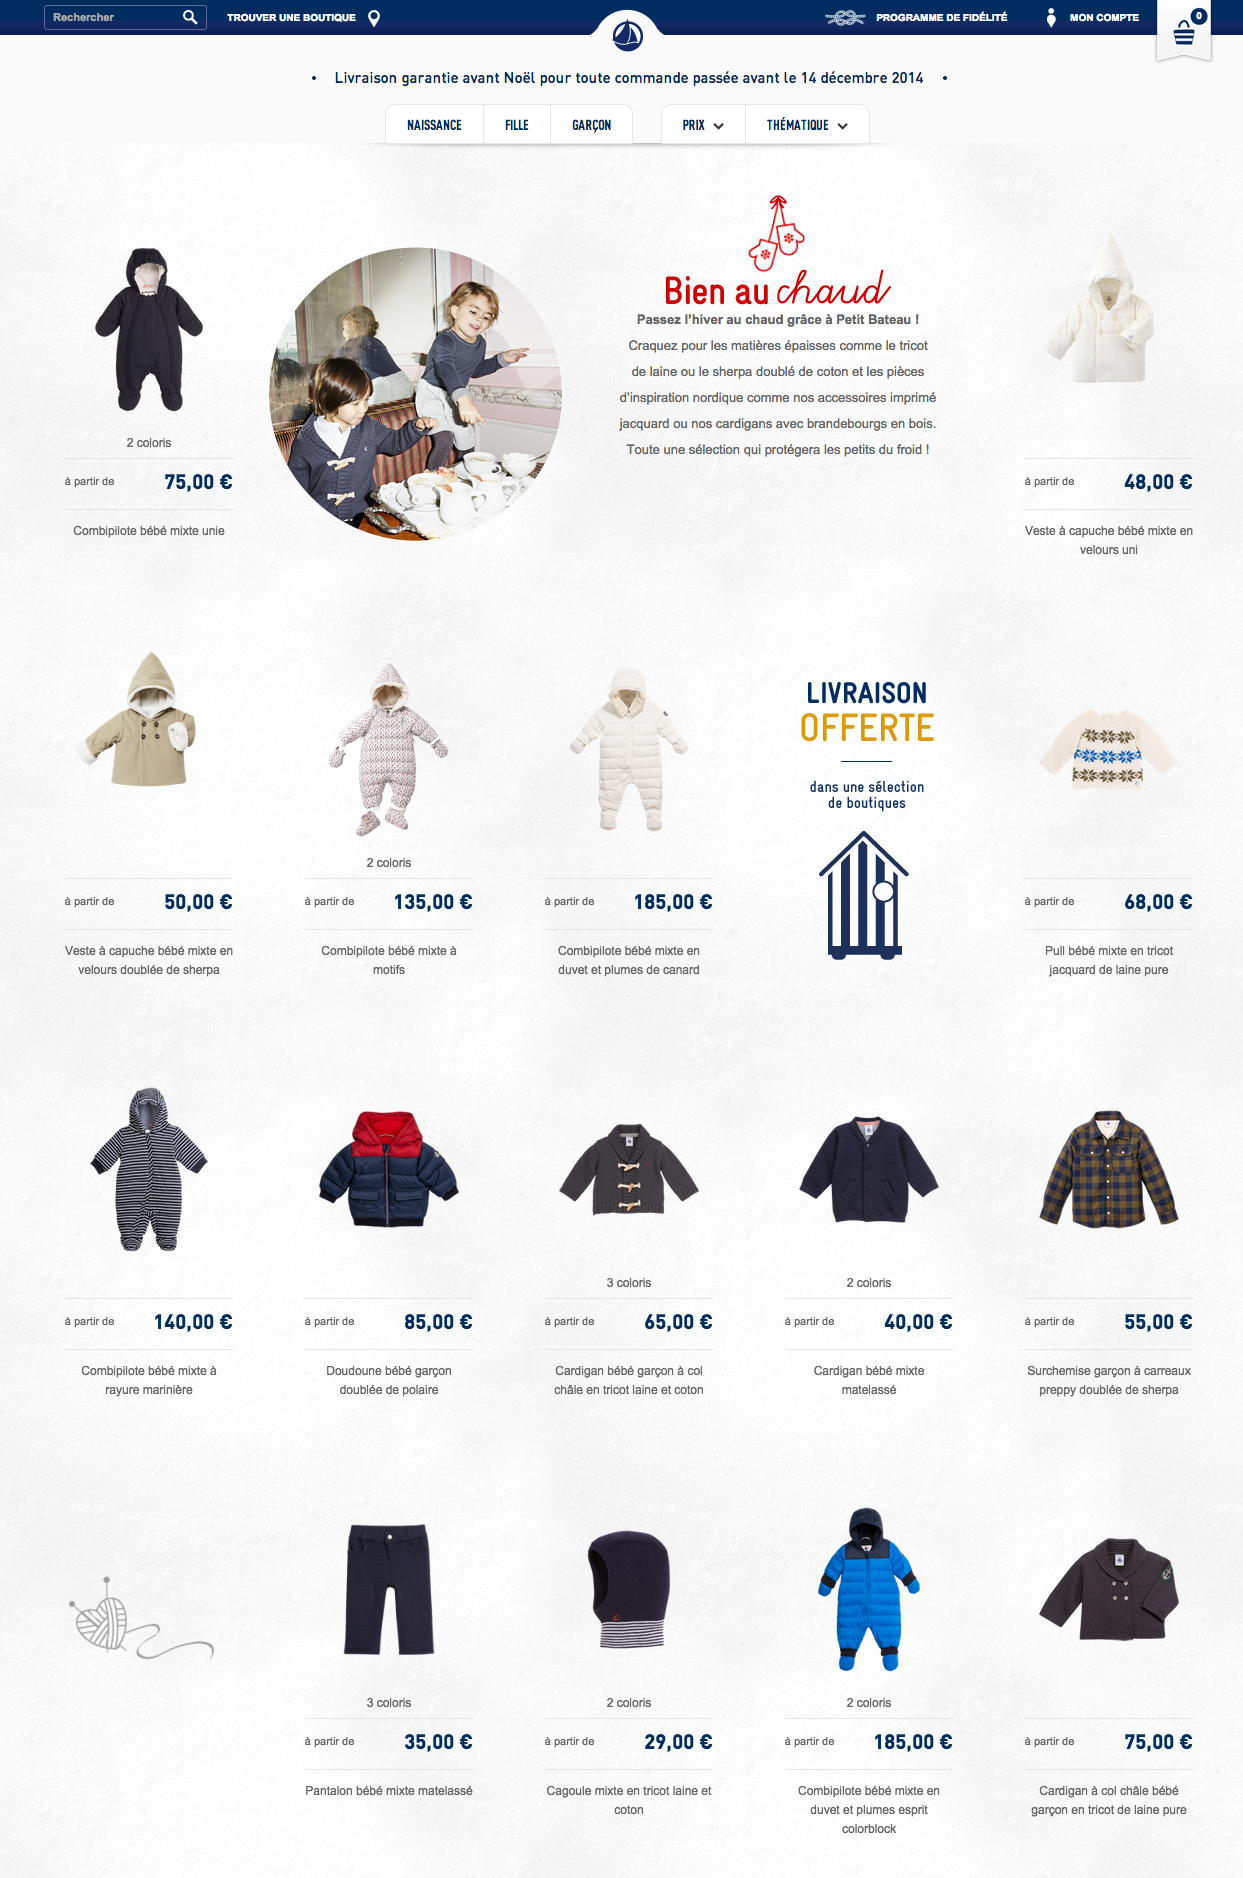 Rechercher
TROUVER UNE BOUTIQUE
PROGRAMME DE FIDÉLITÉ
MON COMPTE
0
• Livraison garantie avant Noël pour toute commande passée avant le 14 décembre 2014 •
NAISSANCE
FILLE
GARÇON
PRIX
THÉMATIQUE
Bien au chaud
Passez l'hiver au chaud grâce à Petit Bateau !
Craquez pour les matières épaisses comme le tricot
de laine ou le sherpa doublé de coton et les pièces
d'inspiration nordique comme nos accessoires imprimé
jacquard ou nos cardigans avec brandebourgs en bois.
Toute une sélection qui protégera les petits du froid !
2 coloris
à partir de 75,00 €
Combipilote bébé mixte unie
à partir de 48,00 €
Veste à capuche bébé mixte en
velours uni
à partir de 50,00 €
Veste à capuche bébé mixte en
velours doublée de sherpa
2 coloris
à partir de 135,00 €
Combipilote bébé mixte à
motifs
à partir de 185,00 €
Combipilote bébé mixte en
duvet et plumes de canard
LIVRAISON
OFFERTE
dans une sélection
de boutiques
à partir de 68,00 €
Pull bébé mixte en tricot
jacquard de laine pure
à partir de 140,00 €
Combipilote bébé mixte à
rayure marinière
à partir de 85,00 €
Doudoune bébé garçon
doublée de polaire
3 coloris
à partir de 65,00 €
Cardigan bébé garçon à col
châle en tricot laine et coton
2 coloris
à partir de 40,00 €
Cardigan bébé mixte
matelassé
à partir de 55,00 €
Surchemise garçon à carreaux
preppy doublée de sherpa
3 coloris
à partir de 35,00 €
Pantalon bébé mixte matelassé
2 coloris
à partir de 29,00 €
Cagoule mixte en tricot laine et
coton
2 coloris
à partir de 185,00 €
Combipilote bébé mixte en
duvet et plumes esprit
colorblock
à partir de 75,00 €
Cardigan à col châle bébé
garçon en tricot de laine pure